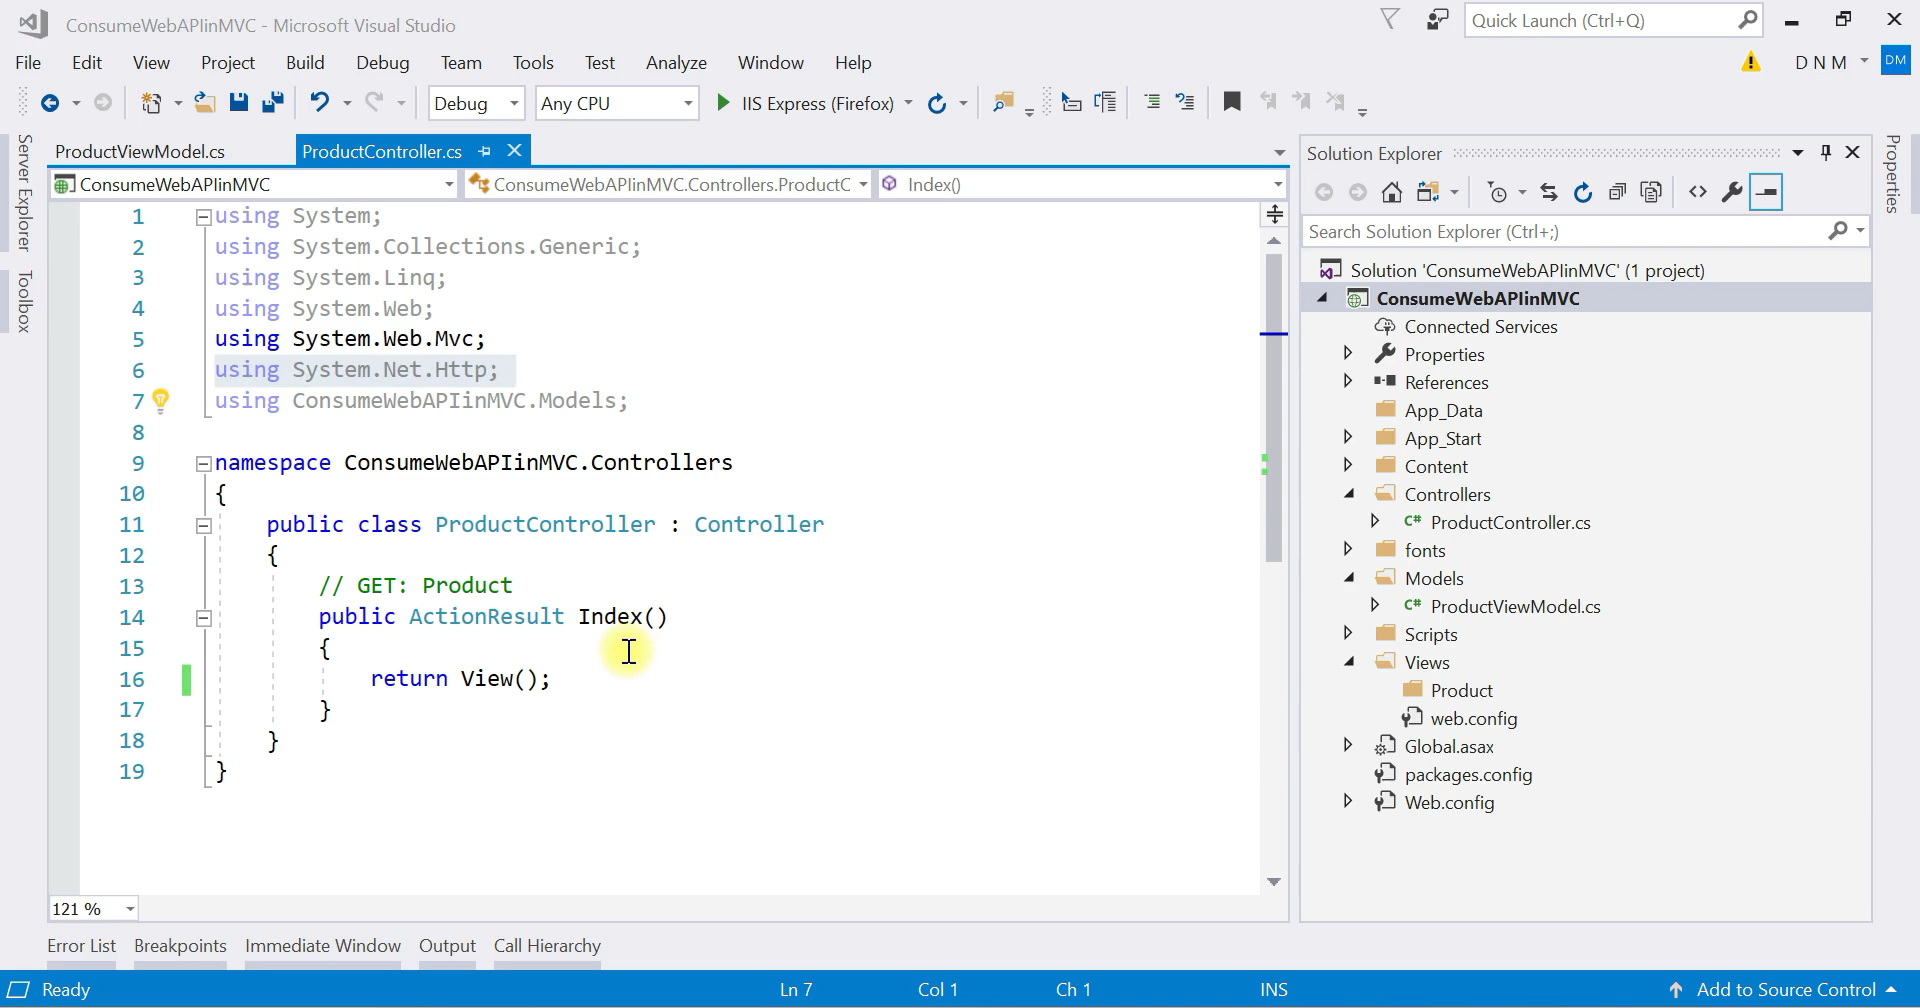 ConsumeWebAPIinMVC - Microsoft Visual Studio
Quick Launch (Ctrl+Q)
File Edit View Project Build Debug Team Tools Test Analyze Window Help
D N M
DM
Debug
Any CPU
IIS Express (Firefox)
Server Explorer
Toolbox
ProductViewModel.cs
ProductController.cs
ConsumeWebAPIinMVC
ConsumeWebAPIinMVC.Controllers.ProductC
Index()
1 using System;
2 using System.Collections.Generic;
3 using System.Linq;
4 using System.Web;
5 using System.Web.Mvc;
6 using System.Net.Http;
7 using ConsumeWebAPIinMVC.Models;
8
9 namespace ConsumeWebAPIinMVC.Controllers
10 {
11 public class ProductController : Controller
12 {
13 // GET: Product
14 public ActionResult Index()
15 {
16 return View();
17 }
18 }
19 }
121 %
Solution Explorer
Search Solution Explorer (Ctrl+;)
Solution 'ConsumeWebAPIinMVC' (1 project)
ConsumeWebAPIinMVC
Connected Services
Properties
References
App_Data
App_Start
Content
Controllers
C# ProductController.cs
fonts
Models
C# ProductViewModel.cs
Scripts
Views
Product
web.config
Global.asax
packages.config
Web.config
Properties
Error List Breakpoints Immediate Window Output Call Hierarchy
Ready
Ln 7
Col 1
Ch 1
INS
Add to Source Control